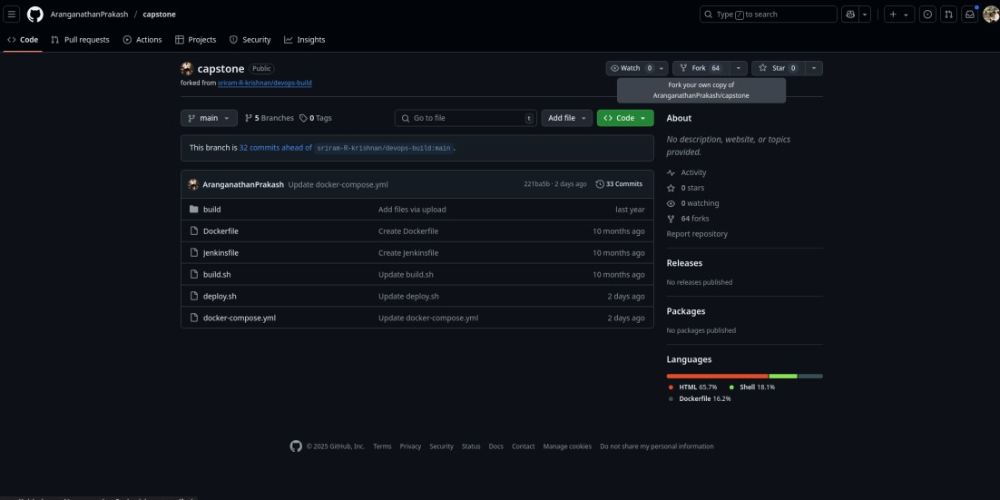 AranganathanPrakash / capstone
Type / to search
Code Pull requests Actions Projects Security Insights
capstone Public
forked from sriram-R-krishnan/devops-build
Watch 0 Fork 64 Star 0
Fork your own copy of
AranganathanPrakash/capstone
main 5 Branches 0 Tags Go to file t Add file Code
This branch is 32 commits ahead of sriram-R-krishnan/devops-build:main.
AranganathanPrakash Update docker-compose.yml 221ba5b · 2 days ago 33 Commits
build Add files via upload last year
Dockerfile Create Dockerfile 10 months ago
Jenkinsfile Create Jenkinsfile 10 months ago
build.sh Update build.sh 10 months ago
deploy.sh Update deploy.sh 2 days ago
docker-compose.yml Update docker-compose.yml 2 days ago
About
No description, website, or topics
provided.
Activity
0 stars
0 watching
64 forks
Report repository
Releases
No releases published
Packages
No packages published
Languages
HTML 65.7% Shell 18.1%
Dockerfile 16.2%
© 2025 GitHub, Inc. Terms Privacy Security Status Docs Contact Manage cookies Do not share my personal information